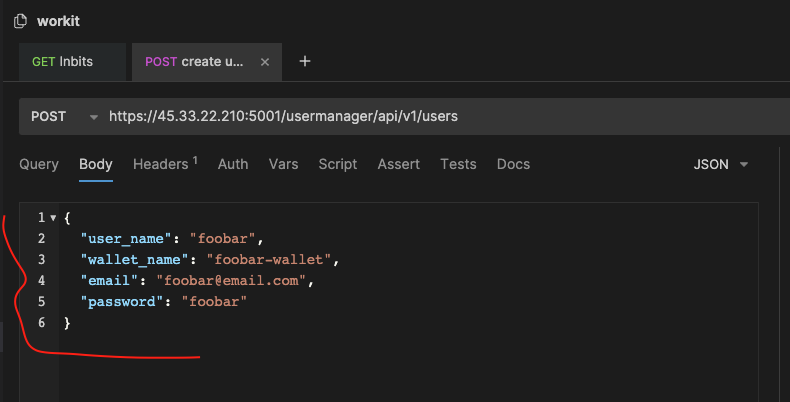 workit
GET Inbits
POST create u... × +
POST https://45.33.22.210:5001/usermanager/api/v1/users
Query Body Headers 1 Auth Vars Script Assert Tests Docs JSON
1 {
2 "user_name": "foobar",
3 "wallet_name": "foobar-wallet",
4 "email": "foobar@email.com",
5 "password": "foobar"
6 }